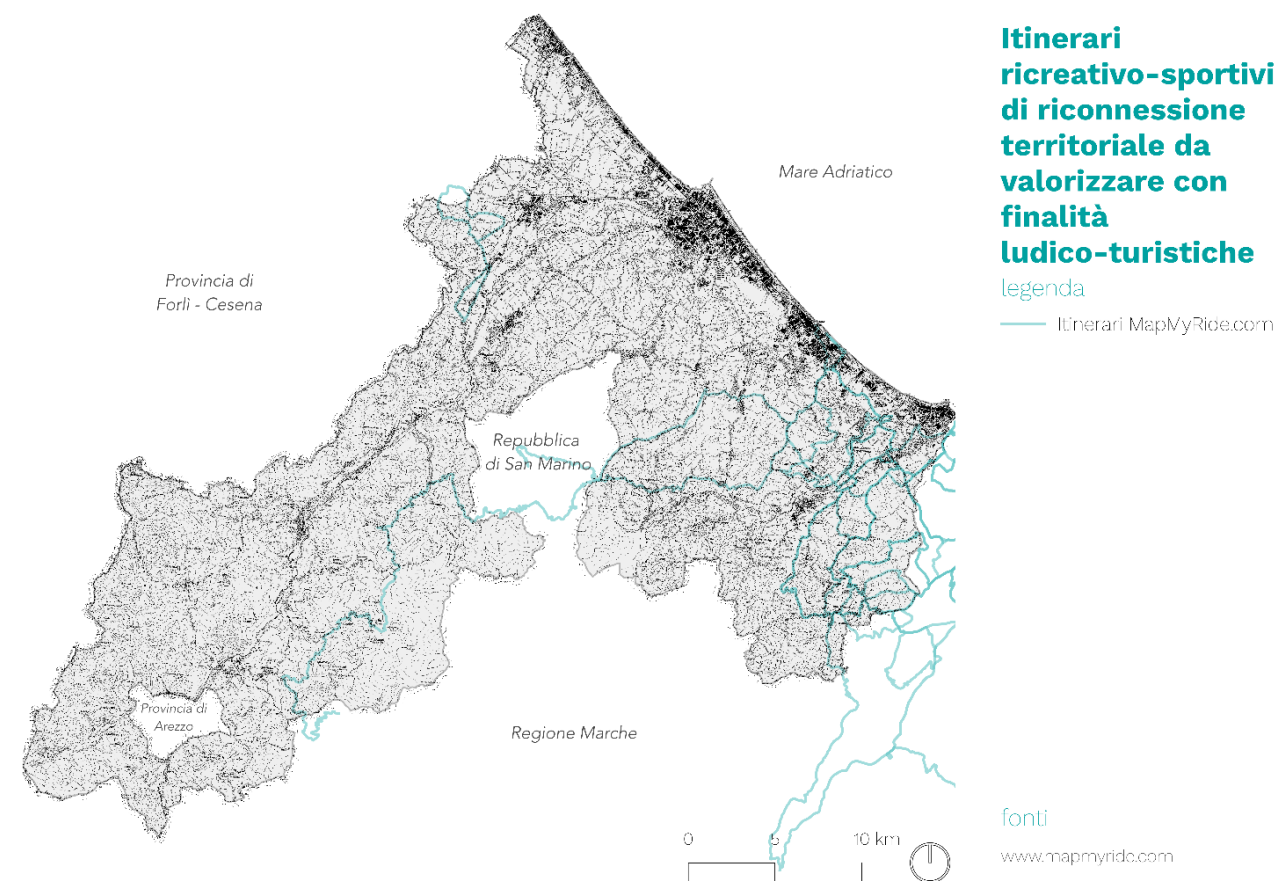 Itinerari
ricreativo-sportivi
di riconnessione
territoriale da
valorizzare con
finalità
ludico-turistiche
legenda
Itinerari MapMyRide.com
Mare Adriatico
Provincia di
Forlì - Cesena
Repubblica
di San Marino
Provincia di
Arezzo
Regione Marche
0 5 10 km
fonti
www.mapmyride.com